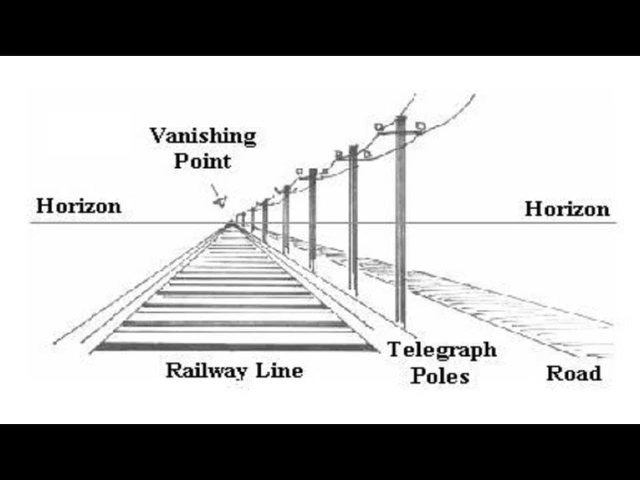 Vanishing
Point
Horizon
Horizon
Railway Line
Telegraph
Poles
Road